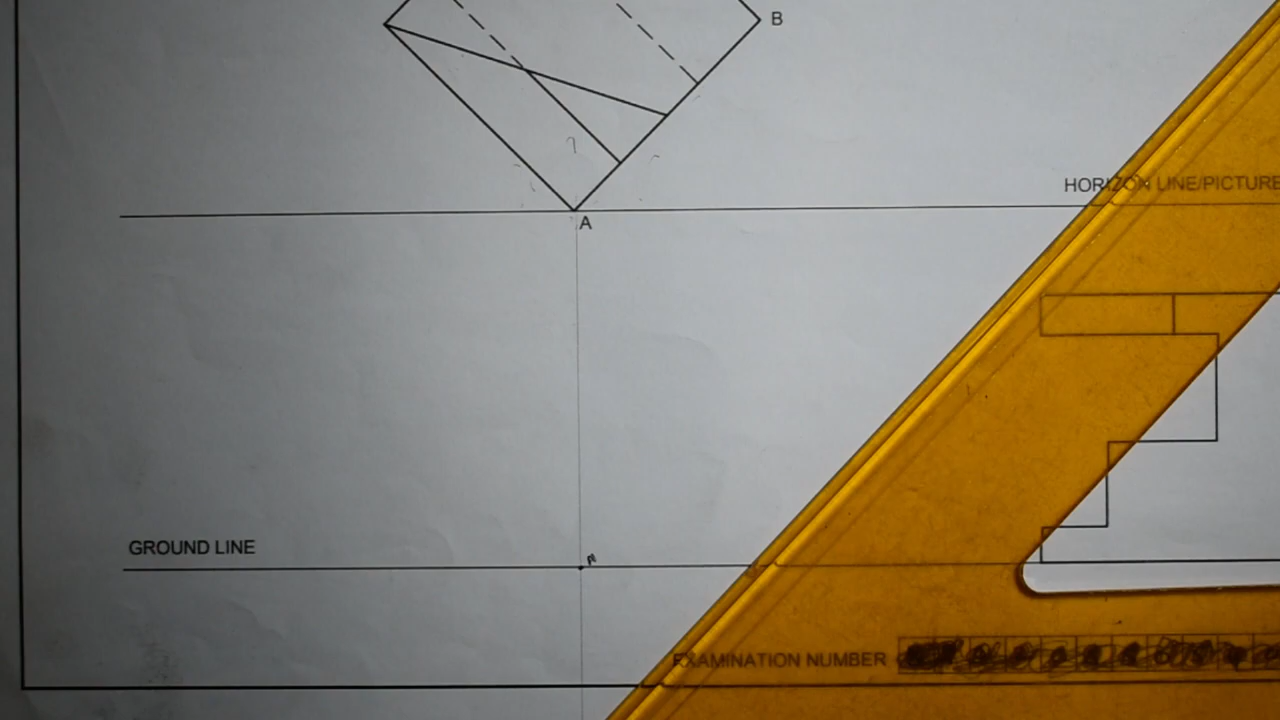 B
HORIZON LINE/PICTURE
A
GROUND LINE
A
EXAMINATION NUMBER